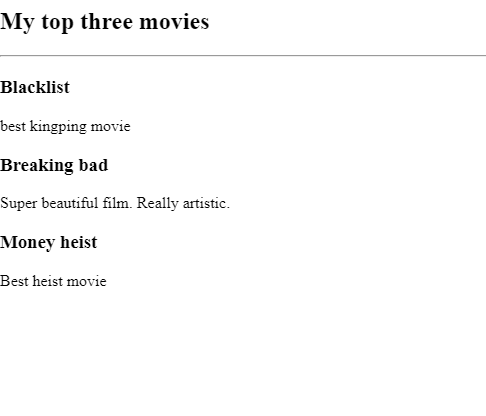 My top three movies
Blacklist
best kingping movie
Breaking bad
Super beautiful film. Really artistic.
Money heist
Best heist movie